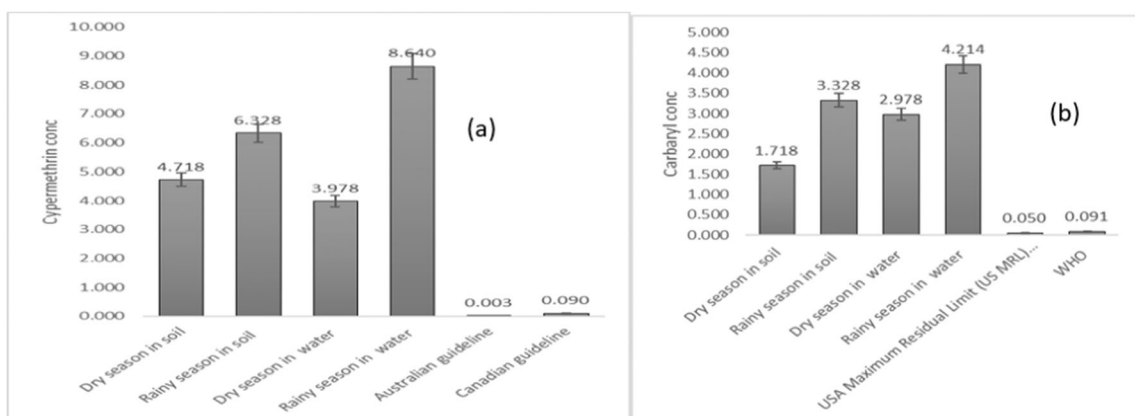 10.000
9.000
8.000
7.000
6.000
5.000
4.000
3.000
2.000
1.000
0.000
Cypermethrin conc
4.718
6.328
3.978
8.640
0.003
0.090
(a)
Dry season in soil
Rainy season in soil
Dry season in water
Rainy season in water
Australian guideline
Canadian guideline
5.000
4.500
4.000
3.500
3.000
2.500
2.000
1.500
1.000
0.500
0.000
Carbaryl conc
1.718
3.328
2.978
4.214
0.050
0.091
(b)
Dry season in soil
Rainy season in soil
Dry season in water
Rainy season in water
USA Maximum Residual Limit (US MRL)...
WHO